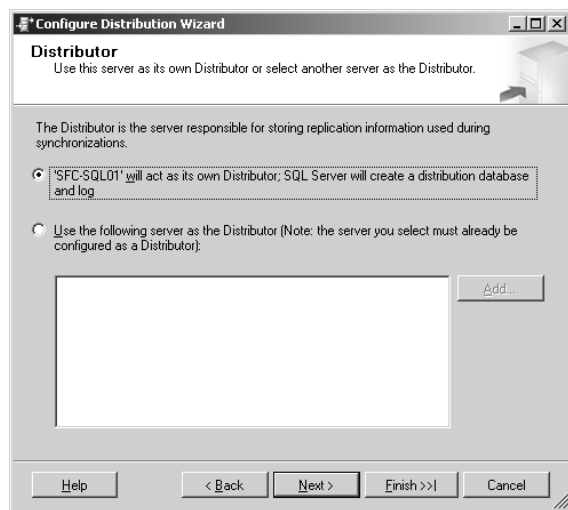 Configure Distribution Wizard
Distributor
Use this server as its own Distributor or select another server as the Distributor.
The Distributor is the server responsible for storing replication information used during
synchronizations.
'SFC-SQL01' will act as its own Distributor; SQL Server will create a distribution database
and log
Use the following server as the Distributor (Note: the server you select must already be
configured as a Distributor):
Add...
Help
< Back
Next >
Finish >>|
Cancel